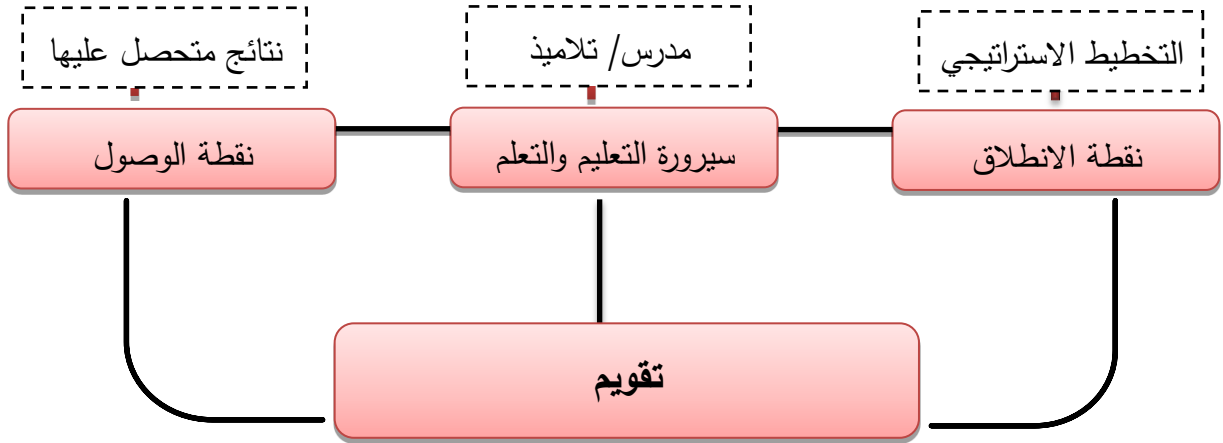 التخطيط الاستراتيجي
مدرس/ تلاميذ
نتائج متحصل عليها
نقطة الانطلاق
سيرورة التعليم والتعلم
نقطة الوصول
تقويم